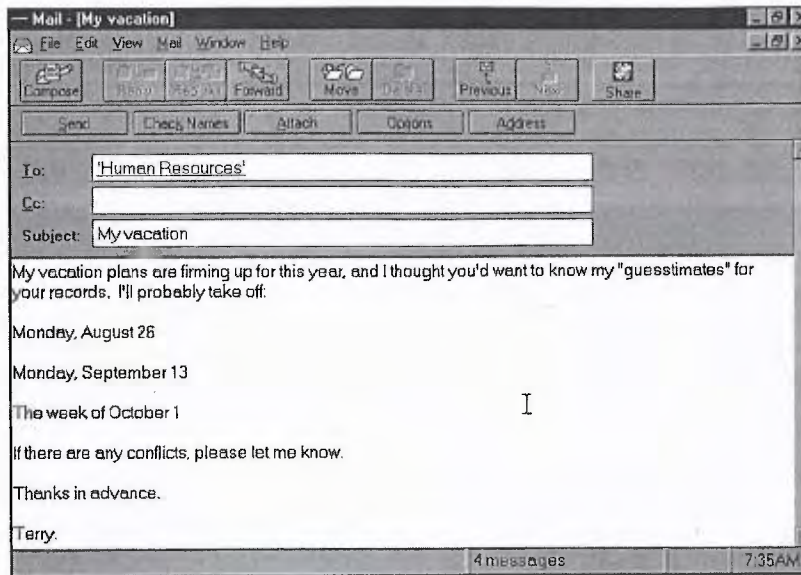 Mail - [My vacation]
File Edit View Mail Window Help
Compose Forward Move Previous Share
Send Check Names Attach Options Address
To: 'Human Resources'
Cc:
Subject: My vacation
My vacation plans are firming up for this year, and I thought you'd want to know my "guesstimates" for
your records. I'll probably take off:
Monday, August 26
Monday, September 13
The week of October 1
If there are any conflicts, please let me know.
Thanks in advance.
Terry.
4 messages 7:35AM